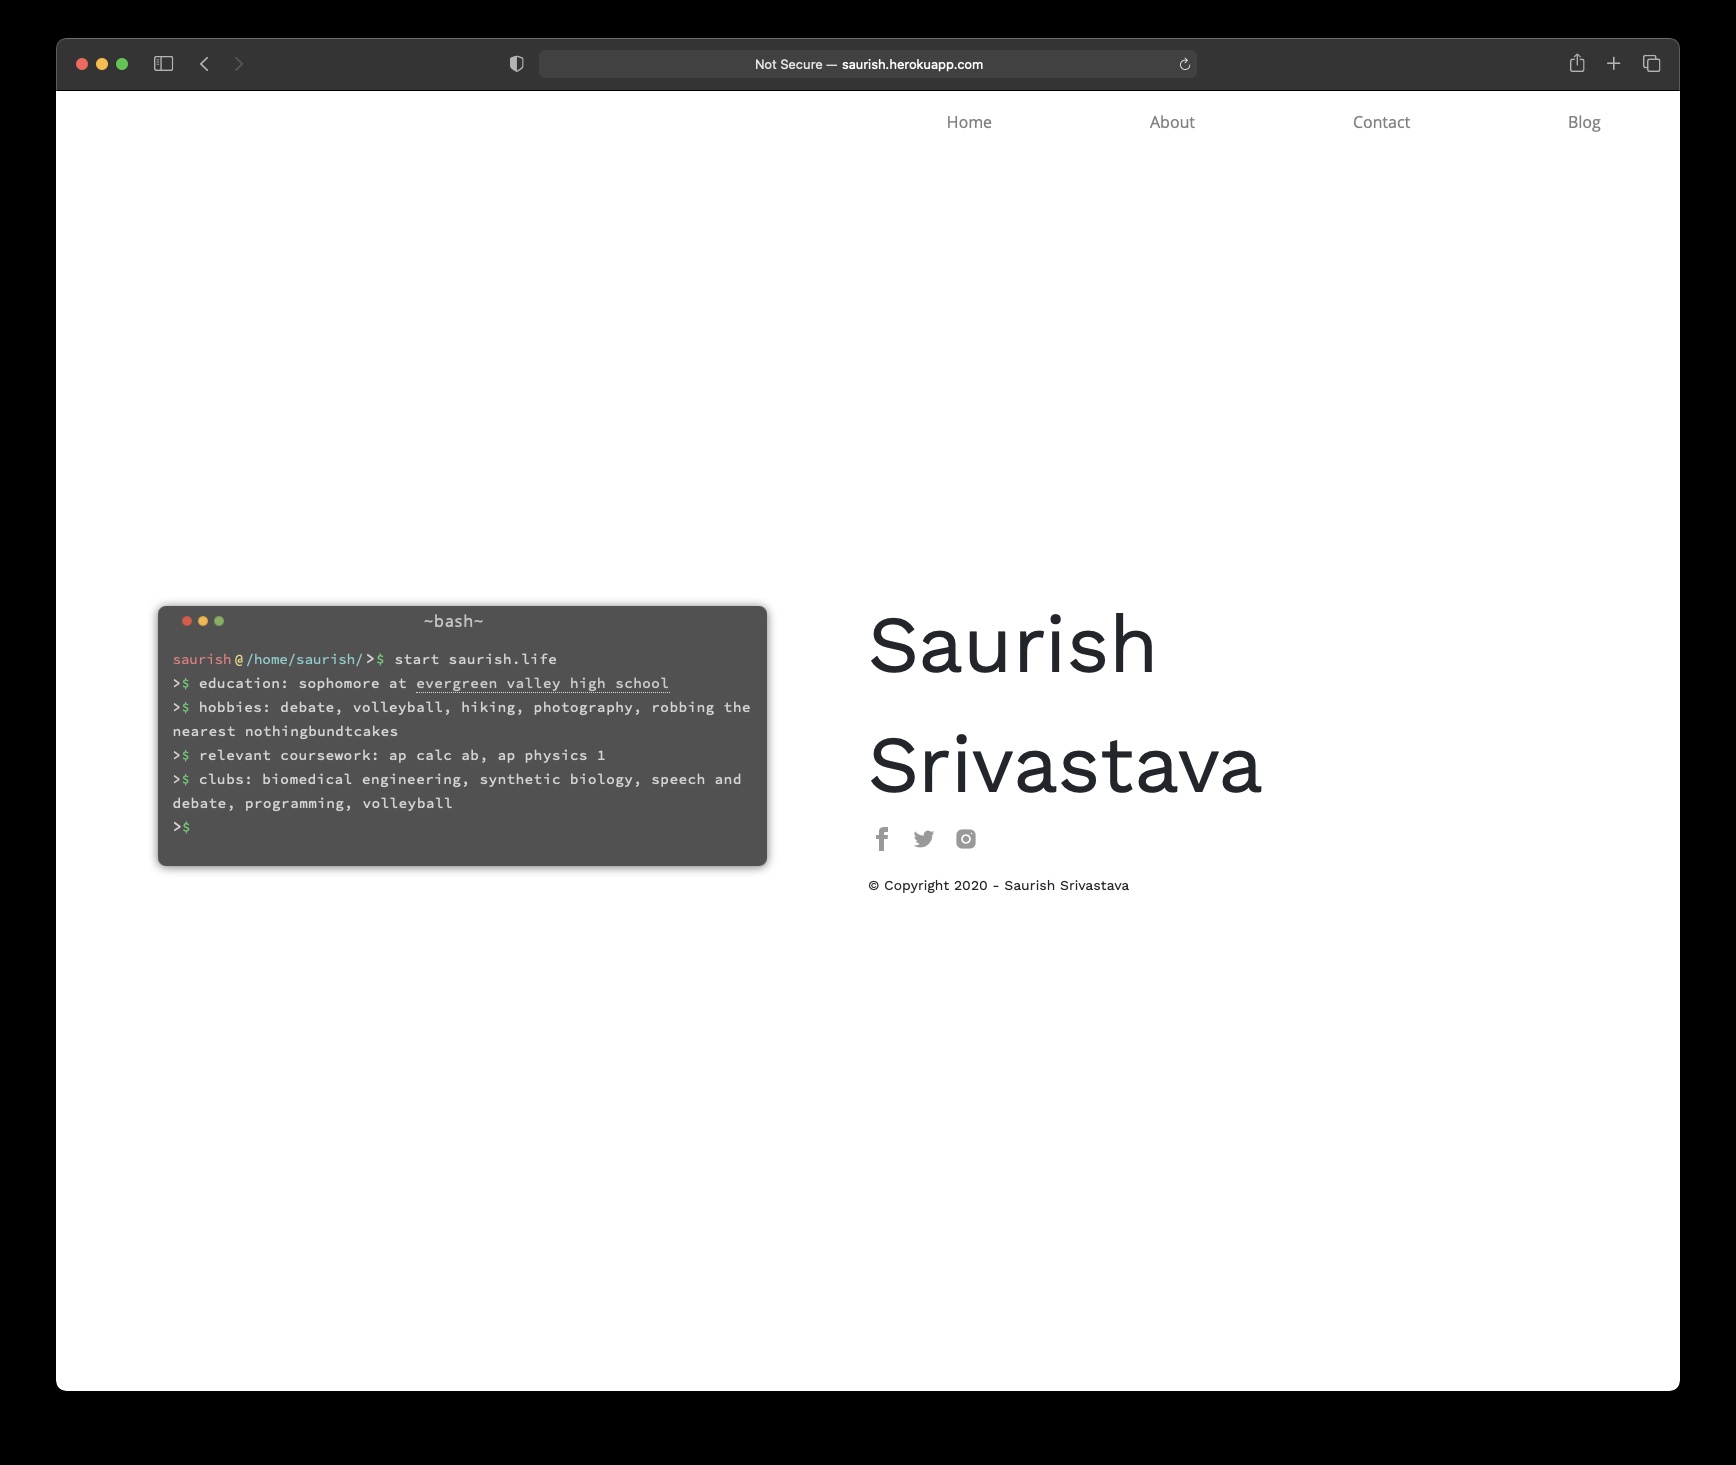 Not Secure — saurish.herokuapp.com
Home About Contact Blog
~bash~
saurish@/home/saurish/>$ start saurish.life
>$ education: sophomore at evergreen valley high school
>$ hobbies: debate, volleyball, hiking, photography, robbing the
nearest nothingbundtcakes
>$ relevant coursework: ap calc ab, ap physics 1
>$ clubs: biomedical engineering, synthetic biology, speech and
debate, programming, volleyball
>$
Saurish
Srivastava
© Copyright 2020 - Saurish Srivastava